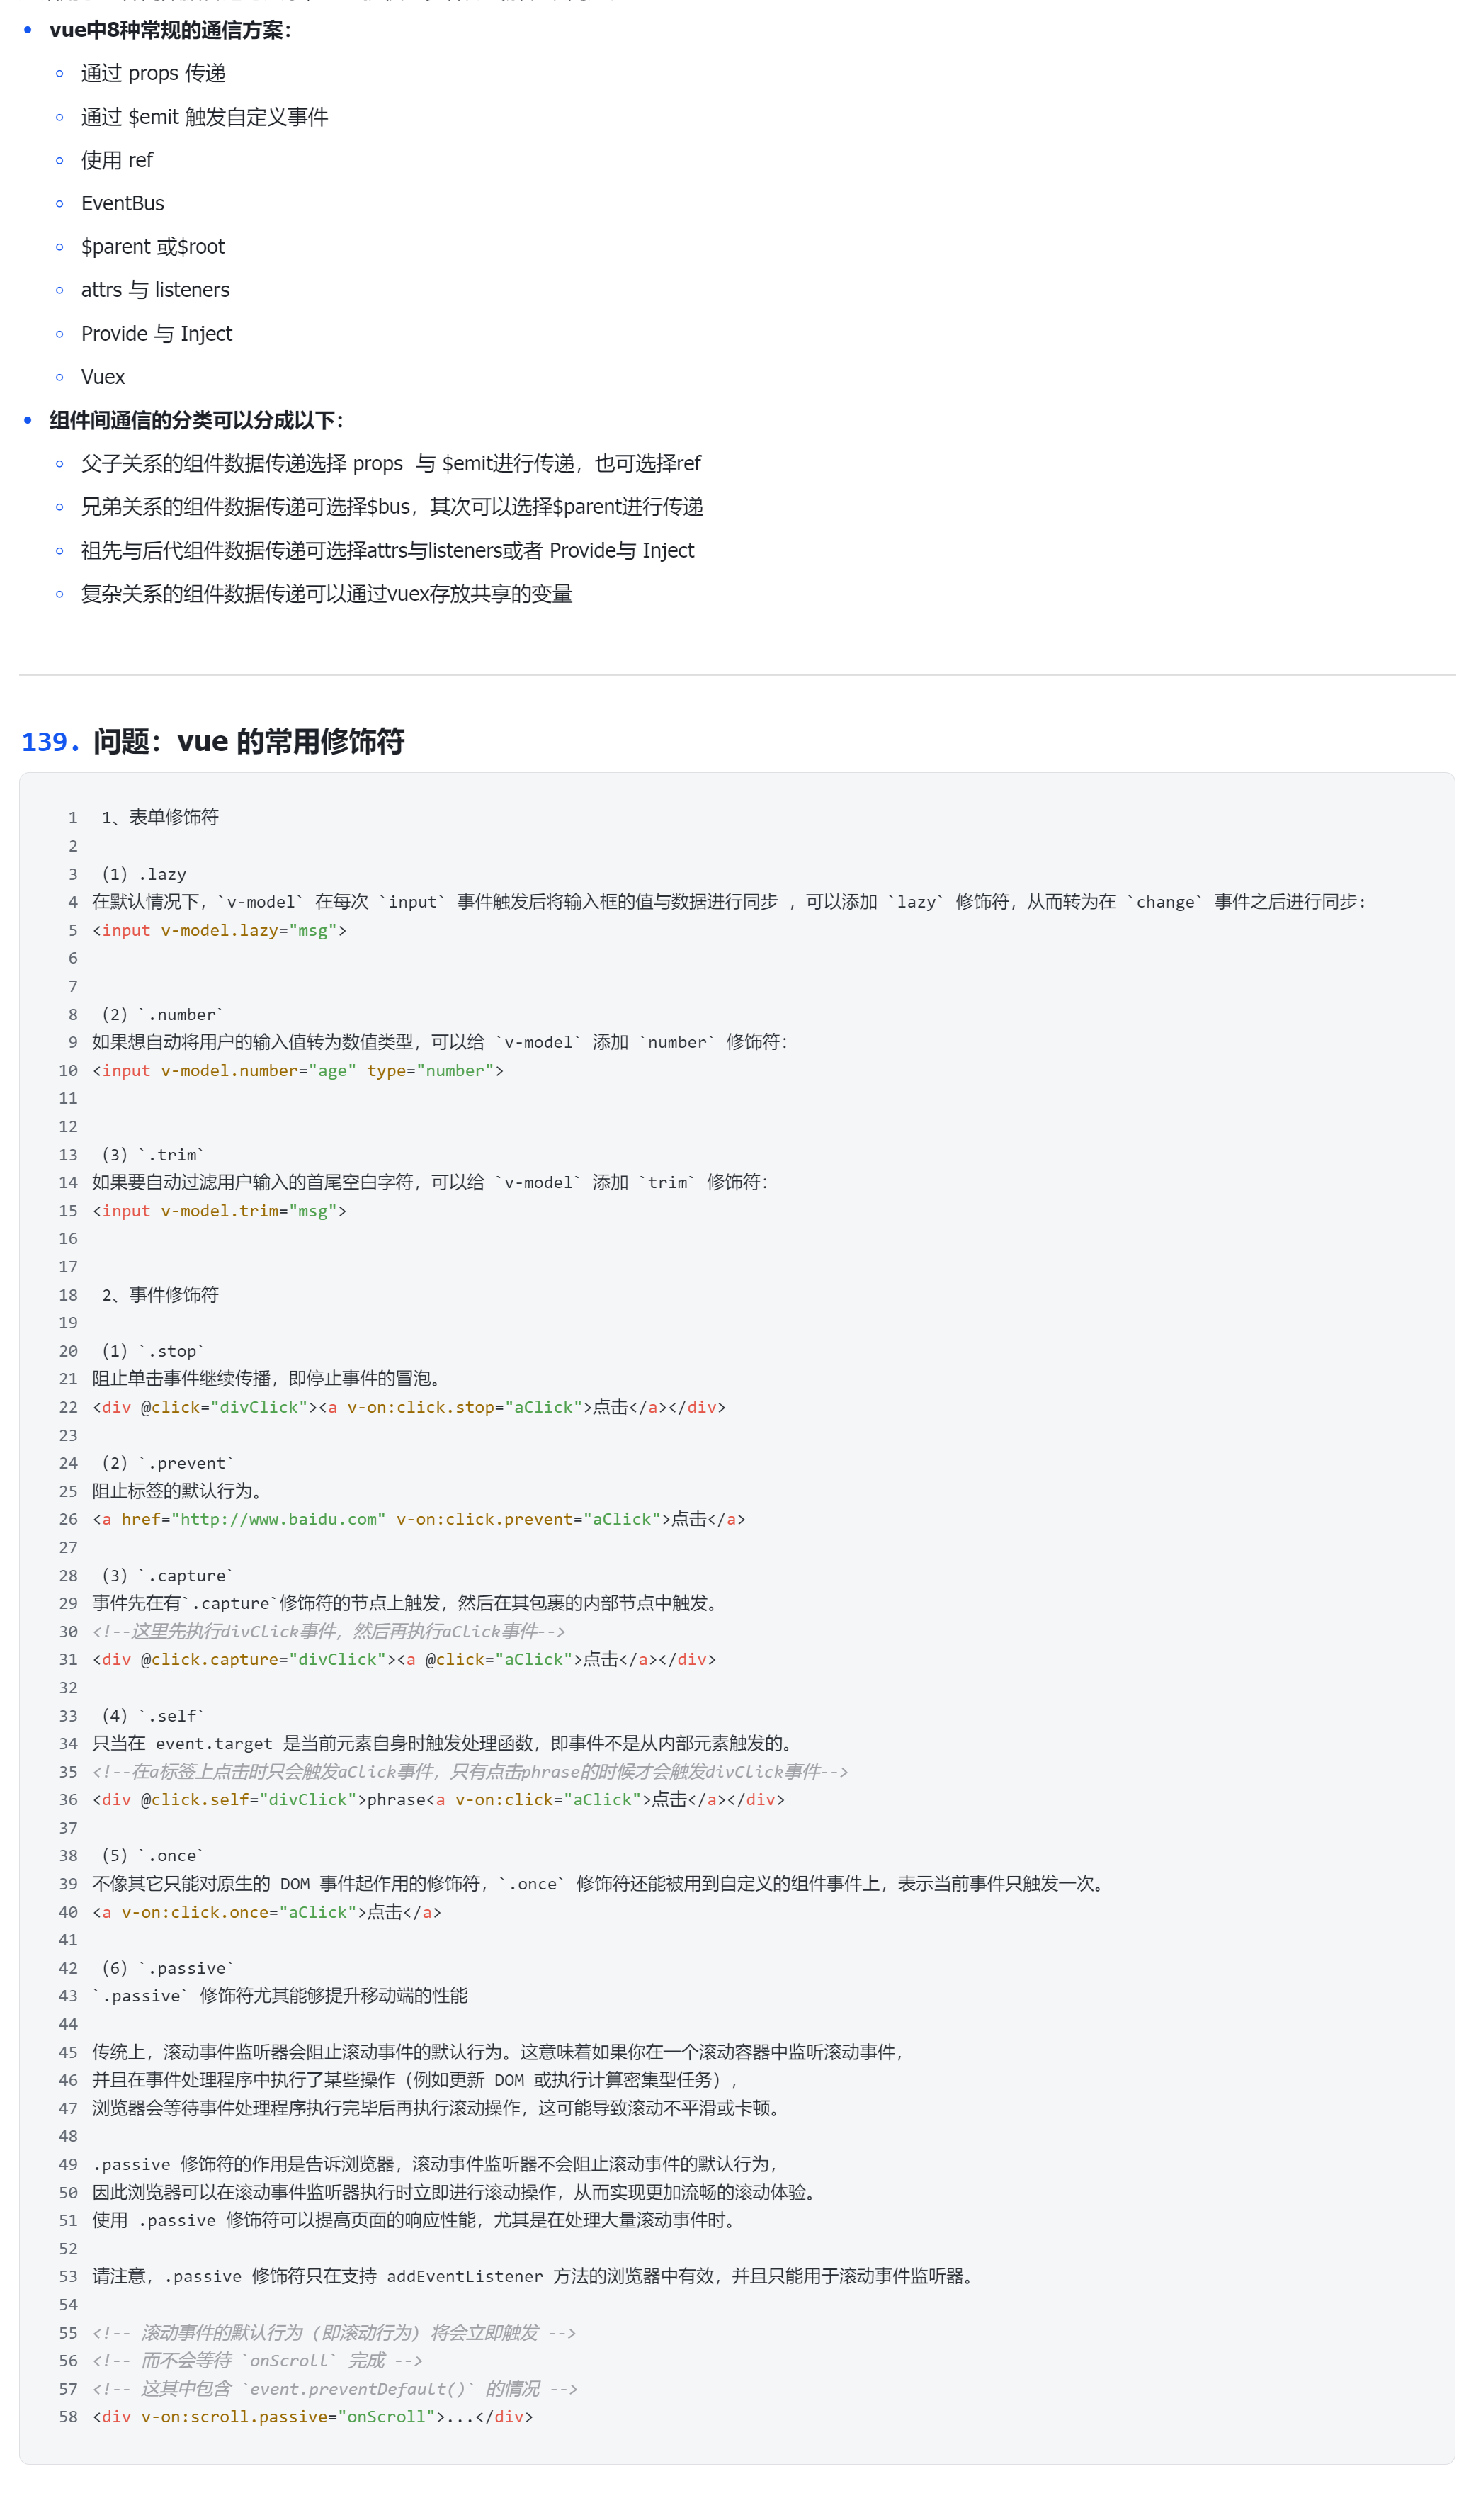 vue中8种常规的通信方案：
通过 props 传递
通过 $emit 触发自定义事件
使用 ref
EventBus
$parent 或$root
attrs 与 listeners
Provide 与 Inject
Vuex
组件间通信的分类可以分成以下：
父子关系的组件数据传递选择 props  与 $emit进行传递，也可选择ref
兄弟关系的组件数据传递可选择$bus，其次可以选择$parent进行传递
祖先与后代组件数据传递可选择attrs与listeners或者 Provide与 Inject
复杂关系的组件数据传递可以通过vuex存放共享的变量
139. 问题：vue 的常用修饰符
1 1、表单修饰符
2
3 （1）.lazy
4 在默认情况下，`v-model` 在每次 `input` 事件触发后将输入框的值与数据进行同步 ，可以添加 `lazy` 修饰符，从而转为在 `change` 事件之后进行同步:
5 <input v-model.lazy="msg">
6
7
8 （2）`.number`
9 如果想自动将用户的输入值转为数值类型，可以给 `v-model` 添加 `number` 修饰符：
10 <input v-model.number="age" type="number">
11
12
13 （3）`.trim`
14 如果要自动过滤用户输入的首尾空白字符，可以给 `v-model` 添加 `trim` 修饰符：
15 <input v-model.trim="msg">
16
17
18 2、事件修饰符
19
20 （1）`.stop`
21 阻止单击事件继续传播，即停止事件的冒泡。
22 <div @click="divClick"><a v-on:click.stop="aClick">点击</a></div>
23
24 （2）`.prevent`
25 阻止标签的默认行为。
26 <a href="http://www.baidu.com" v-on:click.prevent="aClick">点击</a>
27
28 （3）`.capture`
29 事件先在有`.capture`修饰符的节点上触发，然后在其包裹的内部节点中触发。
30 <!--这里先执行divClick事件，然后再执行aClick事件-->
31 <div @click.capture="divClick"><a @click="aClick">点击</a></div>
32
33 （4）`.self`
34 只当在 event.target 是当前元素自身时触发处理函数，即事件不是从内部元素触发的。
35 <!--在a标签上点击时只会触发aClick事件，只有点击phrase的时候才会触发divClick事件-->
36 <div @click.self="divClick">phrase<a v-on:click="aClick">点击</a></div>
37
38 （5）`.once`
39 不像其它只能对原生的 DOM 事件起作用的修饰符，`.once` 修饰符还能被用到自定义的组件事件上，表示当前事件只触发一次。
40 <a v-on:click.once="aClick">点击</a>
41
42 （6）`.passive`
43 `.passive` 修饰符尤其能够提升移动端的性能
44
45 传统上，滚动事件监听器会阻止滚动事件的默认行为。这意味着如果你在一个滚动容器中监听滚动事件，
46 并且在事件处理程序中执行了某些操作（例如更新 DOM 或执行计算密集型任务），
47 浏览器会等待事件处理程序执行完毕后再执行滚动操作，这可能导致滚动不平滑或卡顿。
48
49 .passive 修饰符的作用是告诉浏览器，滚动事件监听器不会阻止滚动事件的默认行为，
50 因此浏览器可以在滚动事件监听器执行时立即进行滚动操作，从而实现更加流畅的滚动体验。
51 使用 .passive 修饰符可以提高页面的响应性能，尤其是在处理大量滚动事件时。
52
53 请注意，.passive 修饰符只在支持 addEventListener 方法的浏览器中有效，并且只能用于滚动事件监听器。
54
55 <!-- 滚动事件的默认行为 (即滚动行为) 将会立即触发 -->
56 <!-- 而不会等待 `onScroll` 完成 -->
57 <!-- 这其中包含 `event.preventDefault()` 的情况 -->
58 <div v-on:scroll.passive="onScroll">...</div>